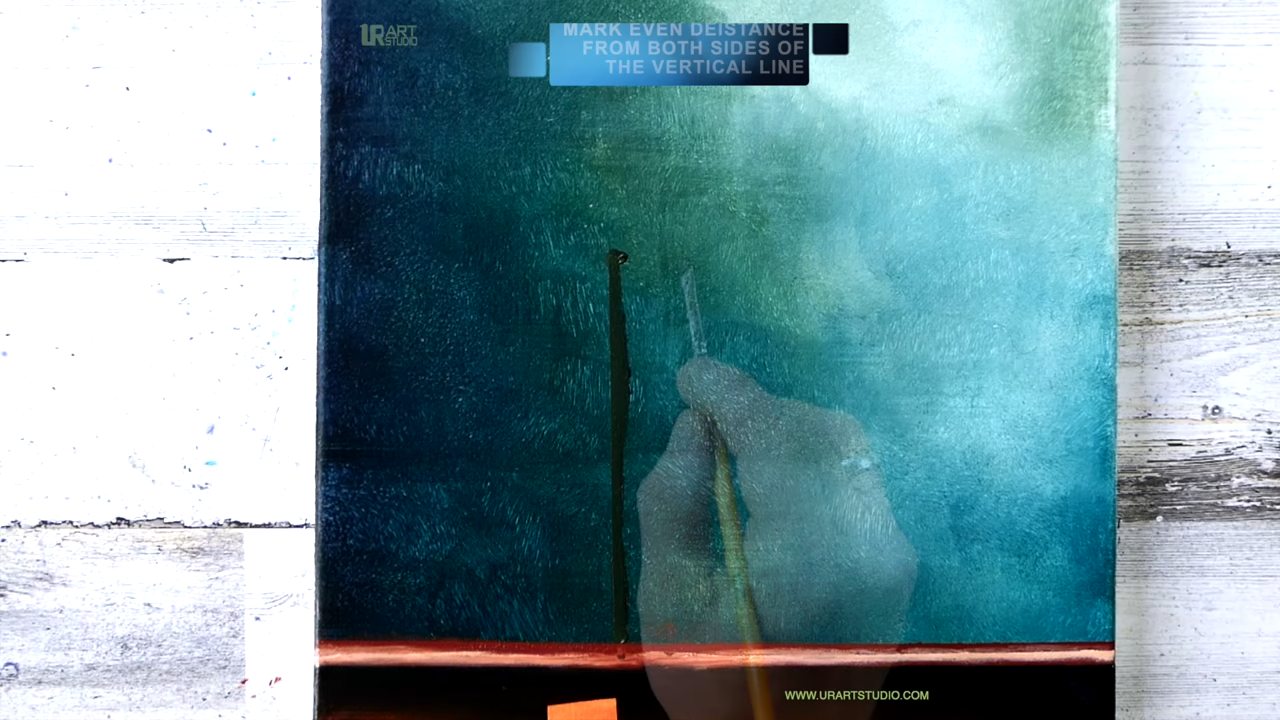 UR ART
STUDIO
MARK EVEN DEISTANCE
FROM BOTH SIDES OF
THE VERTICAL LINE
WWW.URARTSTUDIO.COM